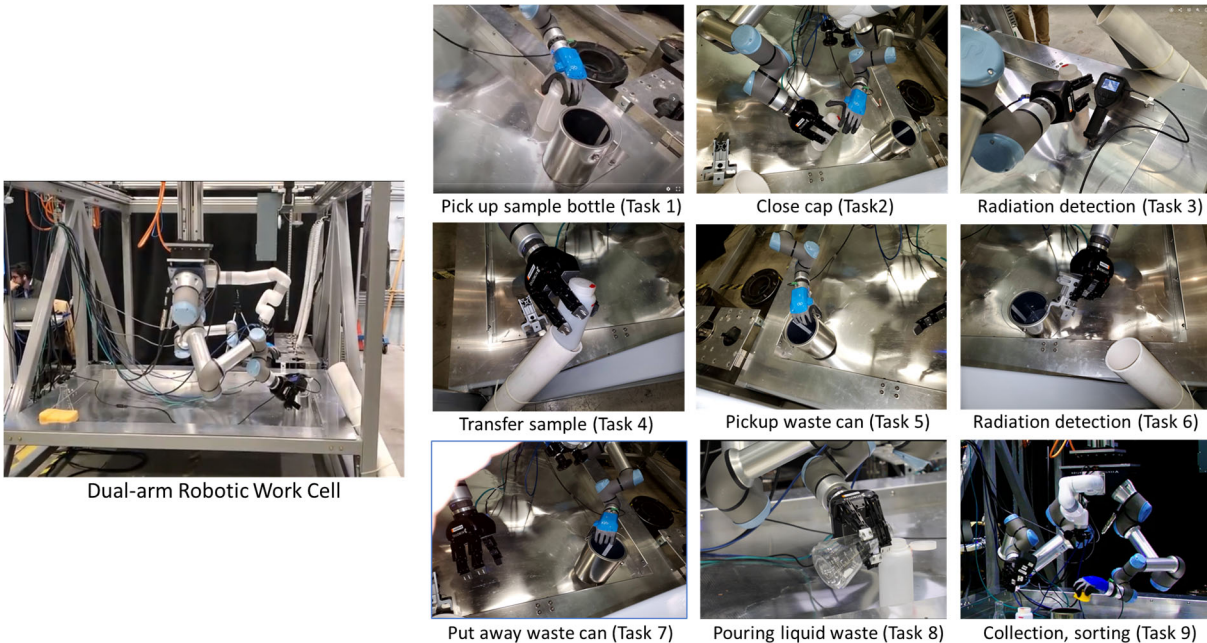 Pick up sample bottle (Task 1)
Close cap (Task2)
Radiation detection (Task 3)
Transfer sample (Task 4)
Pickup waste can (Task 5)
Radiation detection (Task 6)
Dual-arm Robotic Work Cell
Put away waste can (Task 7)
Pouring liquid waste (Task 8)
Collection, sorting (Task 9)